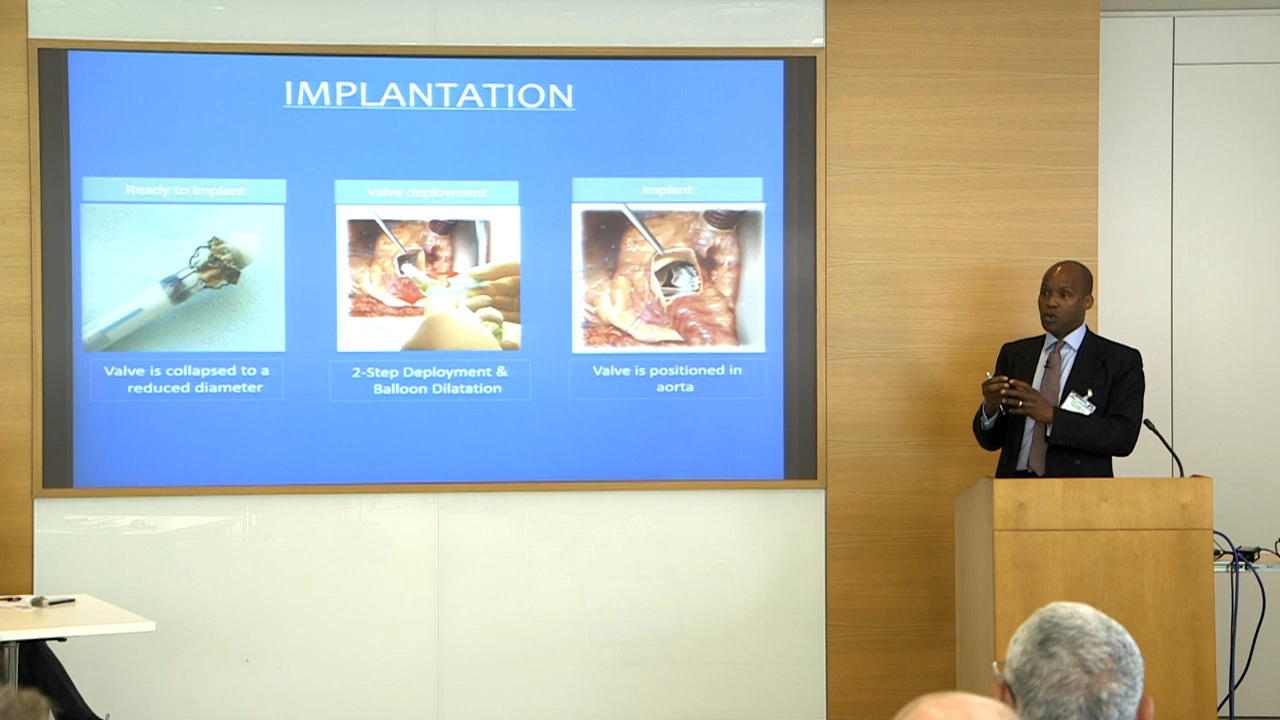 IMPLANTATION
Ready to implant
Valve deployment
Implant
Valve is collapsed to a
reduced diameter
2-Step Deployment &
Balloon Dilatation
Valve is positioned in
aorta